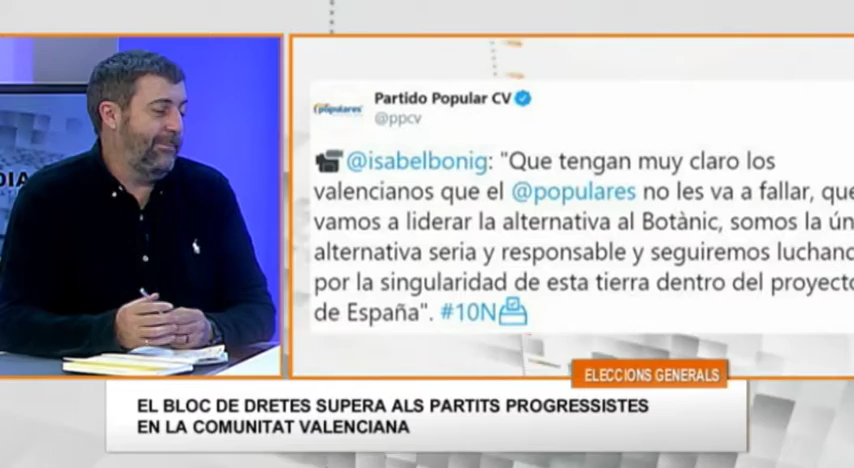 DIA
populares
Partido Popular CV
@ppcv
@isabelbonig: "Que tengan muy claro los
valencianos que el @populares no les va a fallar, que
vamos a liderar la alternativa al Botànic, somos la ún
alternativa seria y responsable y seguiremos luchand
por la singularidad de esta tierra dentro del proyecto
de España". #10N
ELECCIONS GENERALS
EL BLOC DE DRETES SUPERA ALS PARTITS PROGRESSISTES
EN LA COMUNITAT VALENCIANA